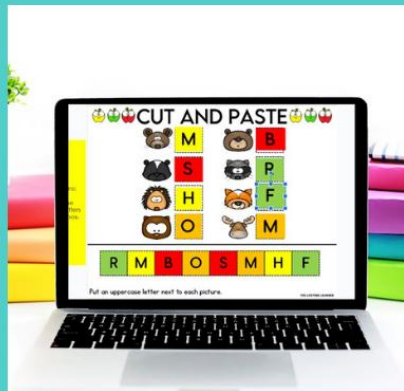 CUT AND PASTE
M B
S R
H F
O M
R M B O S M H F
Put an uppercase letter next to each picture.